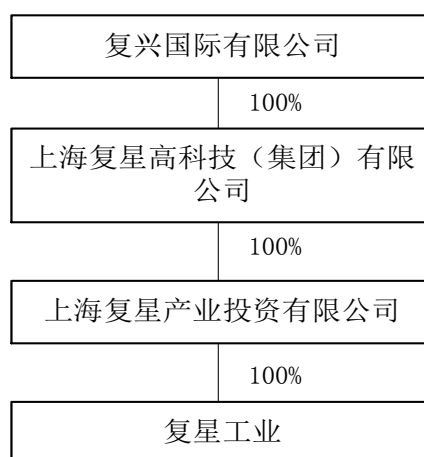 复兴国际有限公司
100%
上海复星高科技（集团）有限
公司
100%
上海复星产业投资有限公司
100%
复星工业